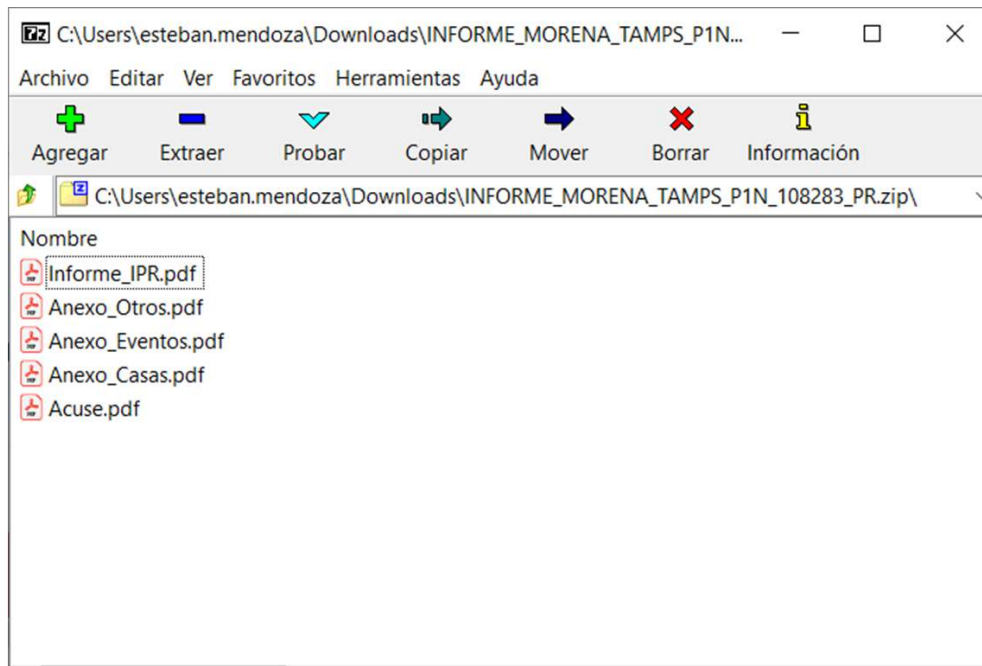 C:\Users\esteban.mendoza\Downloads\INFORME_MORENA_TAMPS_P1N...
Archivo Editar Ver Favoritos Herramientas Ayuda
Agregar Extraer Probar Copiar Mover Borrar Información
C:\Users\esteban.mendoza\Downloads\INFORME_MORENA_TAMPS_P1N_108283_PR.zip\
Nombre
Informe_IPR.pdf
Anexo_Otros.pdf
Anexo_Eventos.pdf
Anexo_Casas.pdf
Acuse.pdf